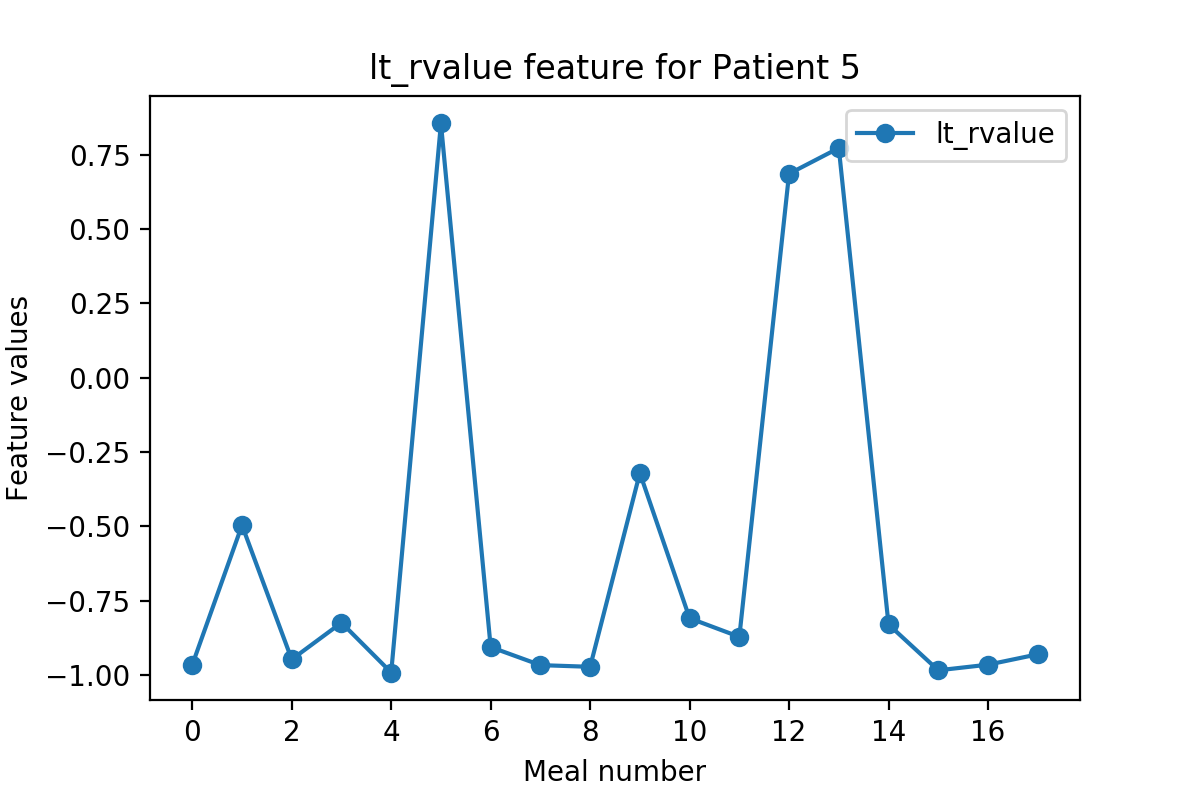 lt_rvalue feature for Patient 5
lt_rvalue
0.75
0.50
0.25
0.00
−0.25
−0.50
−0.75
−1.00
Feature values
0 2 4 6 8 10 12 14 16
Meal number